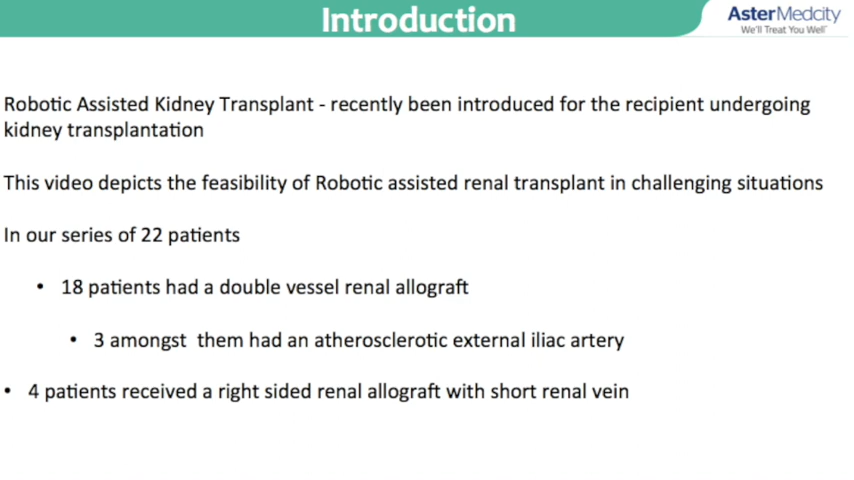 Introduction
AsterMedcity
We'll Treat You Well
Robotic Assisted Kidney Transplant - recently been introduced for the recipient undergoing
kidney transplantation
This video depicts the feasibility of Robotic assisted renal transplant in challenging situations
In our series of 22 patients
• 18 patients had a double vessel renal allograft
• 3 amongst them had an atherosclerotic external iliac artery
• 4 patients received a right sided renal allograft with short renal vein